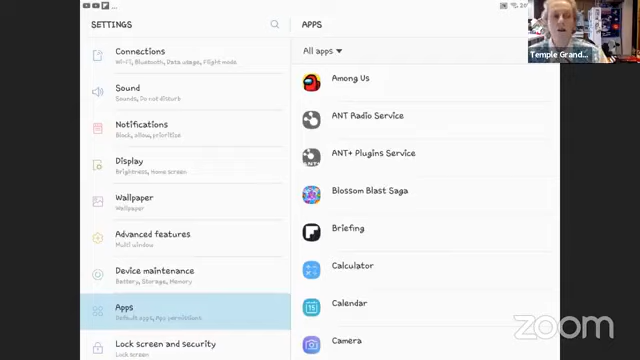 SETTINGS
Connections
Wi-Fi, Bluetooth, Data usage, Flight mode
Sound
Sounds, Do not disturb
Notifications
Block, allow, prioritize
Display
Brightness, Home screen
Wallpaper
Wallpaper
Advanced features
Multi window
Device maintenance
Battery, Storage, Memory
Apps
Default apps, App permissions
Lock screen and security
Lock screen
APPS
All apps
Among Us
ANT Radio Service
ANT+ Plugins Service
Blossom Blast Saga
Briefing
Calculator
15
Calendar
Camera
Temple Grand...
zoom